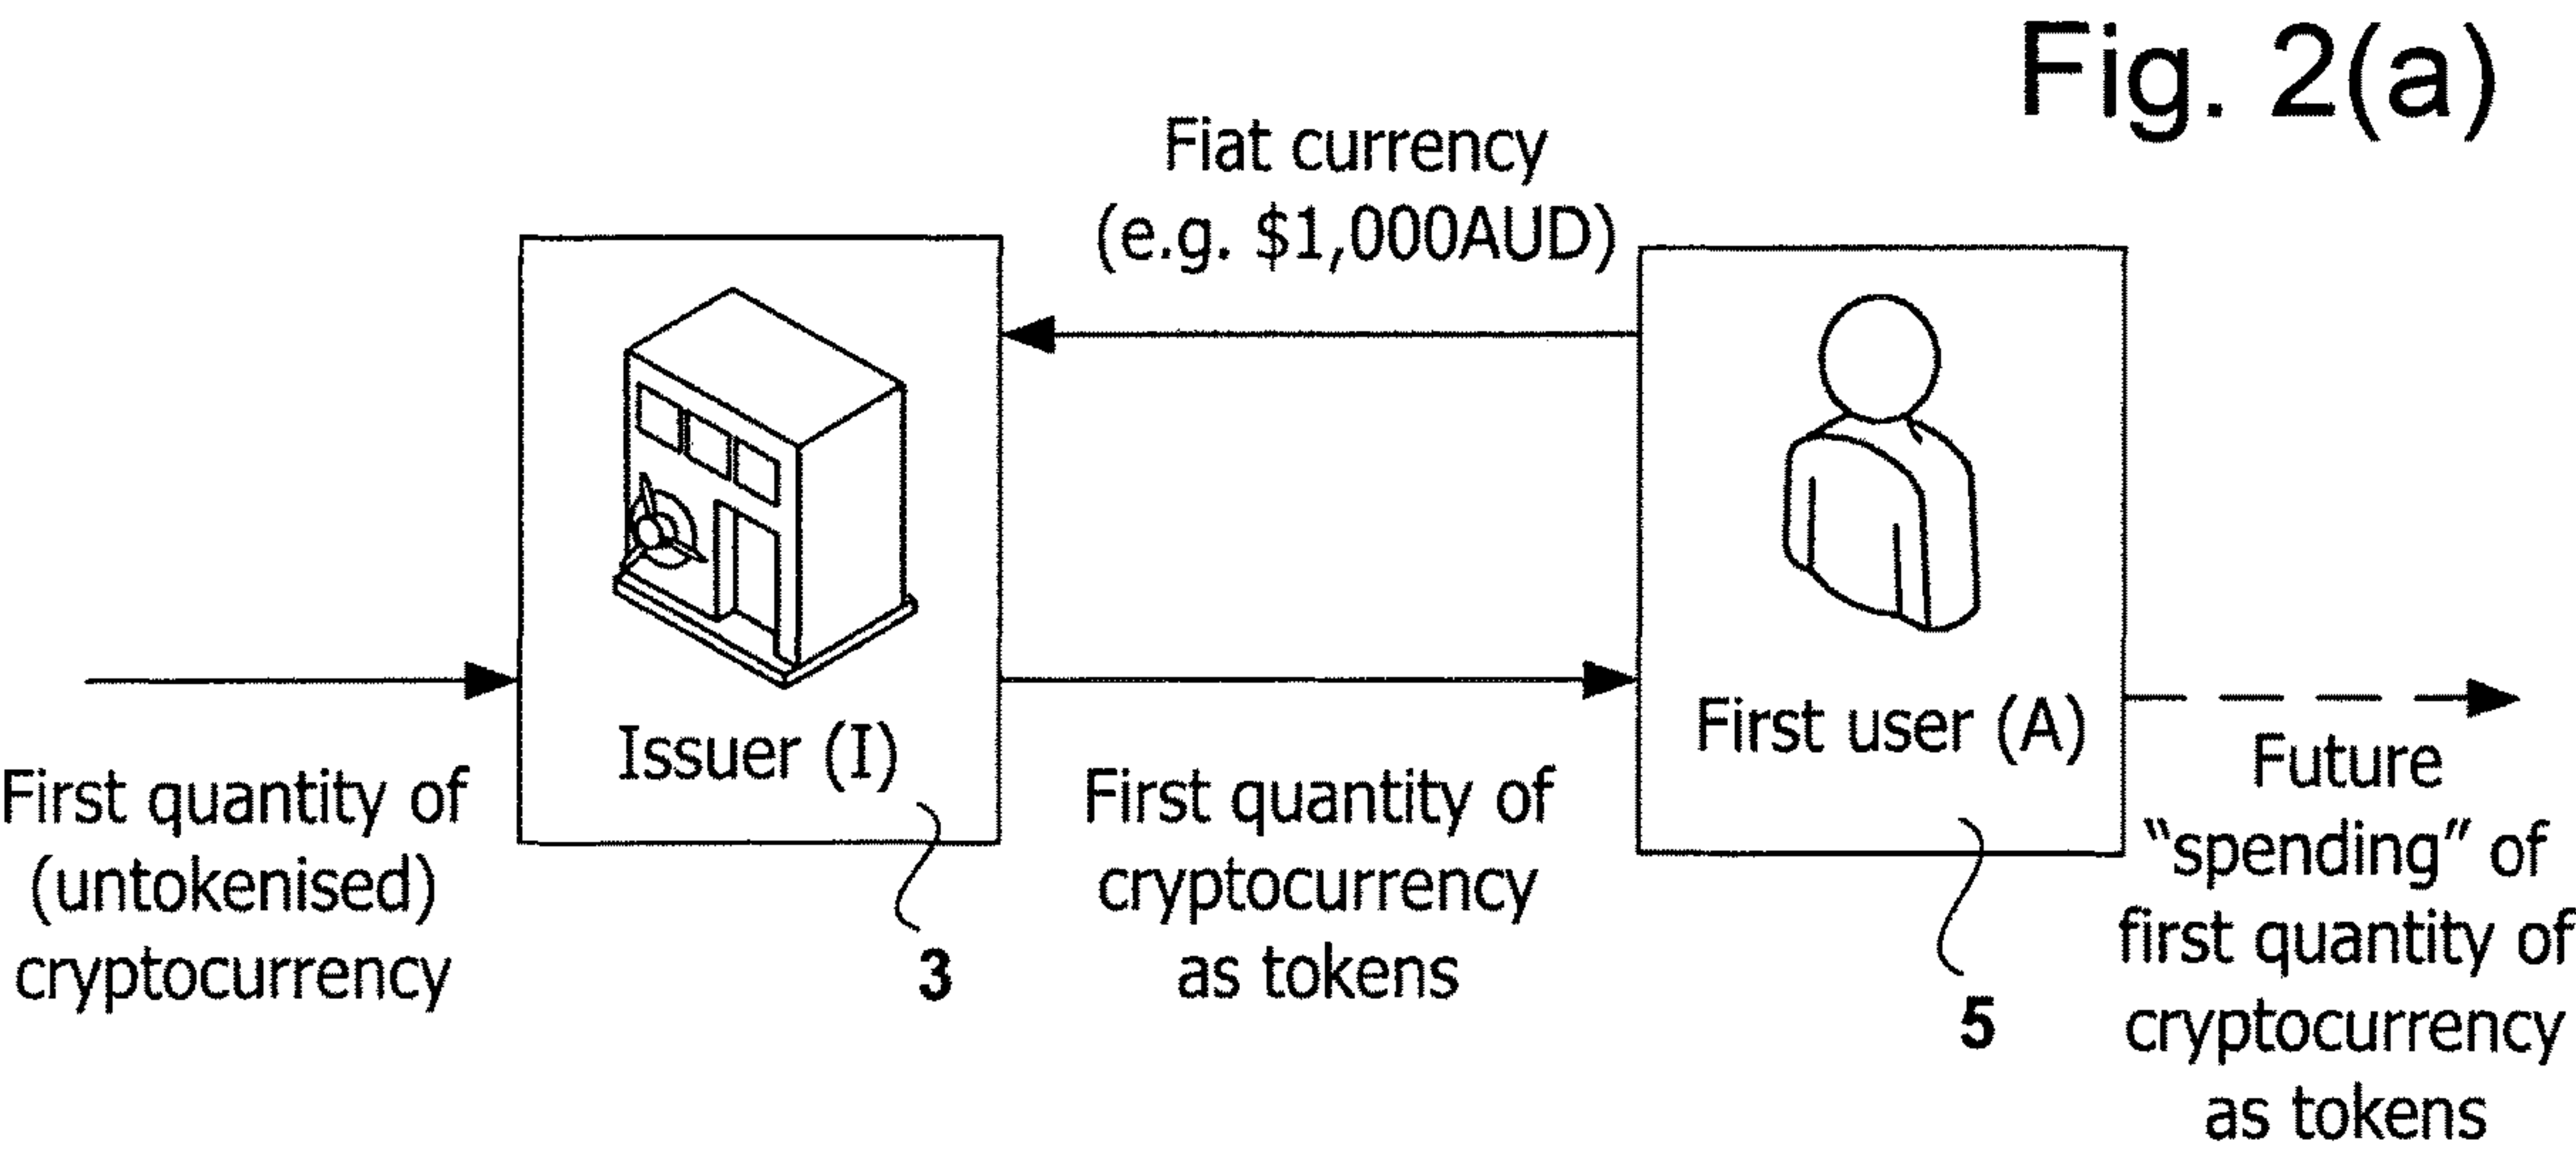 Fig. 2(a)
Fiat currency
(e.g. $1,000AUD)
Issuer (I)
First user (A)
First quantity of
(untokenised)
cryptocurrency
3
First quantity of
cryptocurrency
as tokens
5
Future
“spending” of
first quantity of
cryptocurrency
as tokens